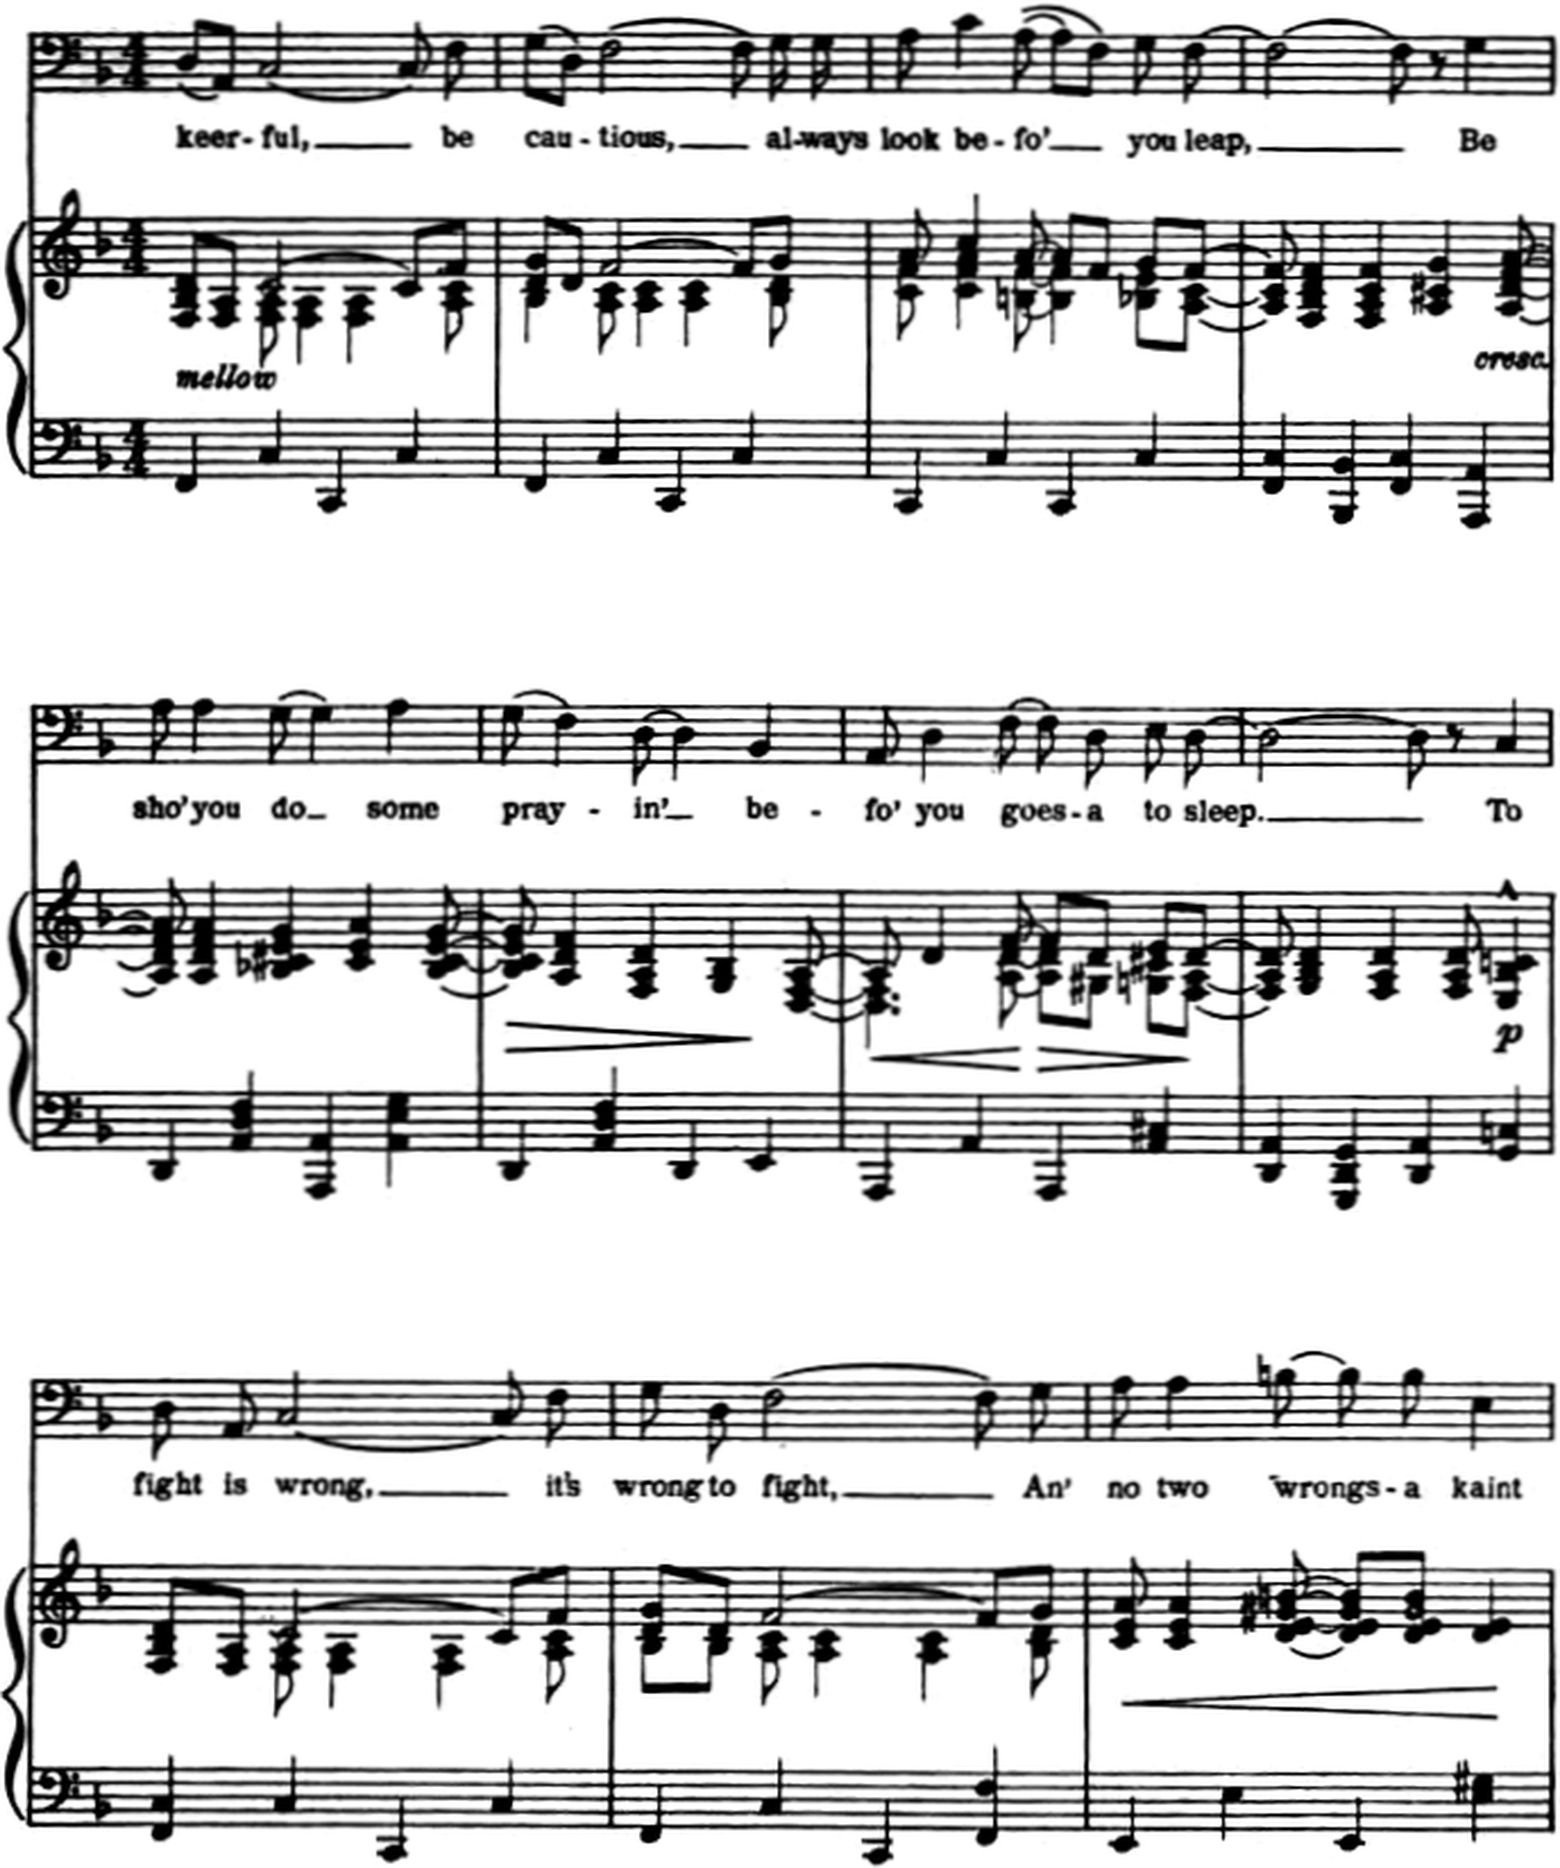 keer-ful, be cau-tious, al-ways look be-fo' you leap, Be
mellow
cresc.
sho' you do some pray-in' be-fo' you goes-a to sleep. To
p
fight is wrong, it's wrong to fight, An' no two wrongs-a kaint